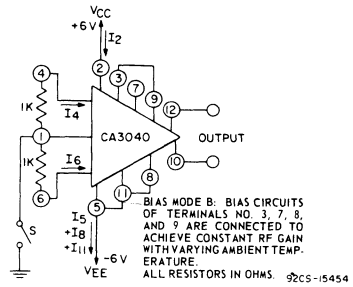 VCC
+6V
I2
2
4
3
7
9
I4
12
1K
1
CA3040
OUTPUT
1K
I6
10
6
8
11
S
I5
5
+I8
+I11
VEE
-6V
BIAS MODE B: BIAS CIRCUITS
OF TERMINALS NO. 3, 7, 8,
AND 9 ARE CONNECTED TO
ACHIEVE CONSTANT RF GAIN
WITH VARYING AMBIENT TEMP-
ERATURE.
ALL RESISTORS IN OHMS.
92CS-15454